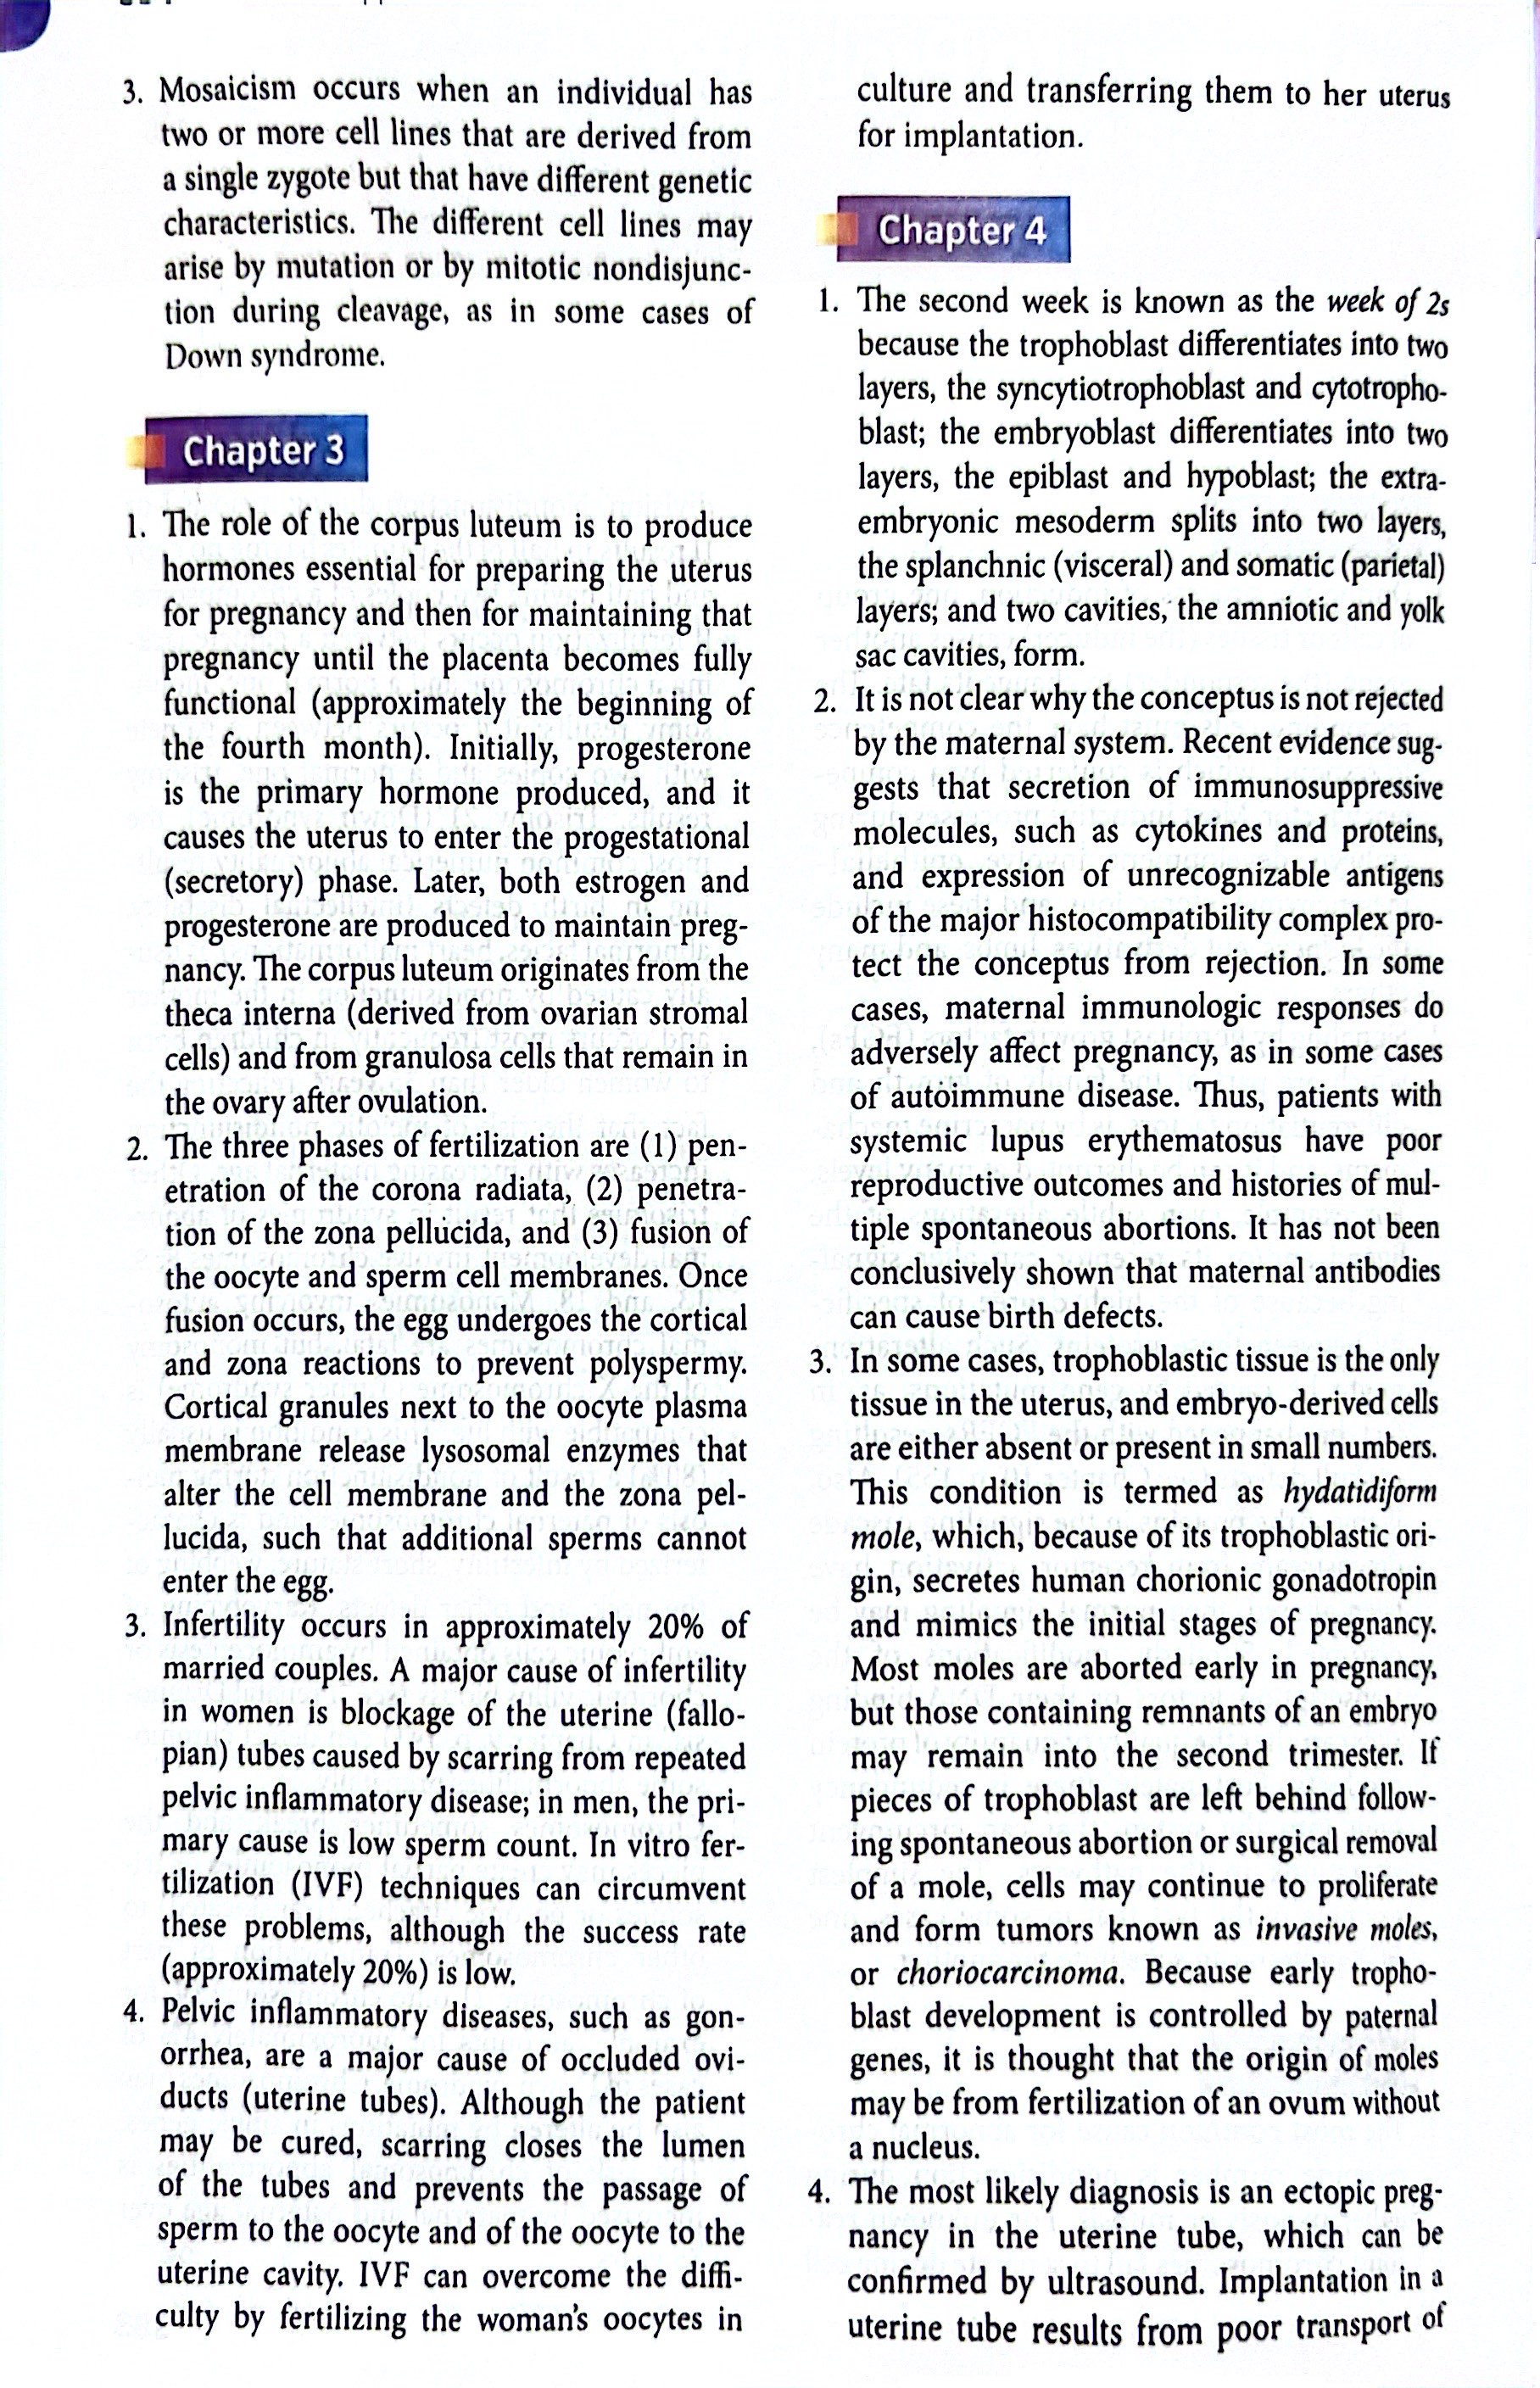 3. Mosaicism occurs when an individual has
two or more cell lines that are derived from
a single zygote but that have different genetic
characteristics. The different cell lines may
arise by mutation or by mitotic nondisjunc-
tion during cleavage, as in some cases of
Down syndrome.
Chapter 3
1. The role of the corpus luteum is to produce
hormones essential for preparing the uterus
for pregnancy and then for maintaining that
pregnancy until the placenta becomes fully
functional (approximately the beginning of
the fourth month). Initially, progesterone
is the primary hormone produced, and it
causes the uterus to enter the progestational
(secretory) phase. Later, both estrogen and
progesterone are produced to maintain preg-
nancy. The corpus luteum originates from the
theca interna (derived from ovarian stromal
cells) and from granulosa cells that remain in
the ovary after ovulation.
2. The three phases of fertilization are (1) pen-
etration of the corona radiata, (2) penetra-
tion of the zona pellucida, and (3) fusion of
the oocyte and sperm cell membranes. Once
fusion occurs, the egg undergoes the cortical
and zona reactions to prevent polyspermy.
Cortical granules next to the oocyte plasma
membrane release lysosomal enzymes that
alter the cell membrane and the zona pel-
lucida, such that additional sperms cannot
enter the egg.
3. Infertility occurs in approximately 20% of
married couples. A major cause of infertility
in women is blockage of the uterine (fallo-
pian) tubes caused by scarring from repeated
pelvic inflammatory disease; in men, the pri-
mary cause is low sperm count. In vitro fer-
tilization (IVF) techniques can circumvent
these problems, although the success rate
(approximately 20%) is low.
4. Pelvic inflammatory diseases, such as gon-
orrhea, are a major cause of occluded ovi-
ducts (uterine tubes). Although the patient
may be cured, scarring closes the lumen
of the tubes and prevents the passage of
sperm to the oocyte and of the oocyte to the
uterine cavity. IVF can overcome the diffi-
culty by fertilizing the woman's oocytes in
culture and transferring them to her uterus
for implantation.
Chapter 4
1. The second week is known as the week of 2s
because the trophoblast differentiates into two
layers, the syncytiotrophoblast and cytotropho-
blast; the embryoblast differentiates into two
layers, the epiblast and hypoblast; the extra-
embryonic mesoderm splits into two layers,
the splanchnic (visceral) and somatic (parietal)
layers; and two cavities, the amniotic and yolk
sac cavities, form.
2. It is not clear why the conceptus is not rejected
by the maternal system. Recent evidence sug-
gests that secretion of immunosuppressive
molecules, such as cytokines and proteins,
and expression of unrecognizable antigens
of the major histocompatibility complex pro-
tect the conceptus from rejection. In some
cases, maternal immunologic responses do
adversely affect pregnancy, as in some cases
of autoimmune disease. Thus, patients with
systemic lupus erythematosus have poor
reproductive outcomes and histories of mul-
tiple spontaneous abortions. It has not been
conclusively shown that maternal antibodies
can cause birth defects.
3. In some cases, trophoblastic tissue is the only
tissue in the uterus, and embryo-derived cells
are either absent or present in small numbers.
This condition is termed as hydatidiform
mole, which, because of its trophoblastic ori-
gin, secretes human chorionic gonadotropin
and mimics the initial stages of pregnancy.
Most moles are aborted early in pregnancy,
but those containing remnants of an embryo
may remain into the second trimester. If
pieces of trophoblast are left behind follow-
ing spontaneous abortion or surgical removal
of a mole, cells may continue to proliferate
and form tumors known as invasive moles,
or choriocarcinoma. Because early tropho-
blast development is controlled by paternal
genes, it is thought that the origin of moles
may be from fertilization of an ovum without
a nucleus.
4. The most likely diagnosis is an ectopic preg-
nancy in the uterine tube, which can be
confirmed by ultrasound. Implantation in a
uterine tube results from poor transport of